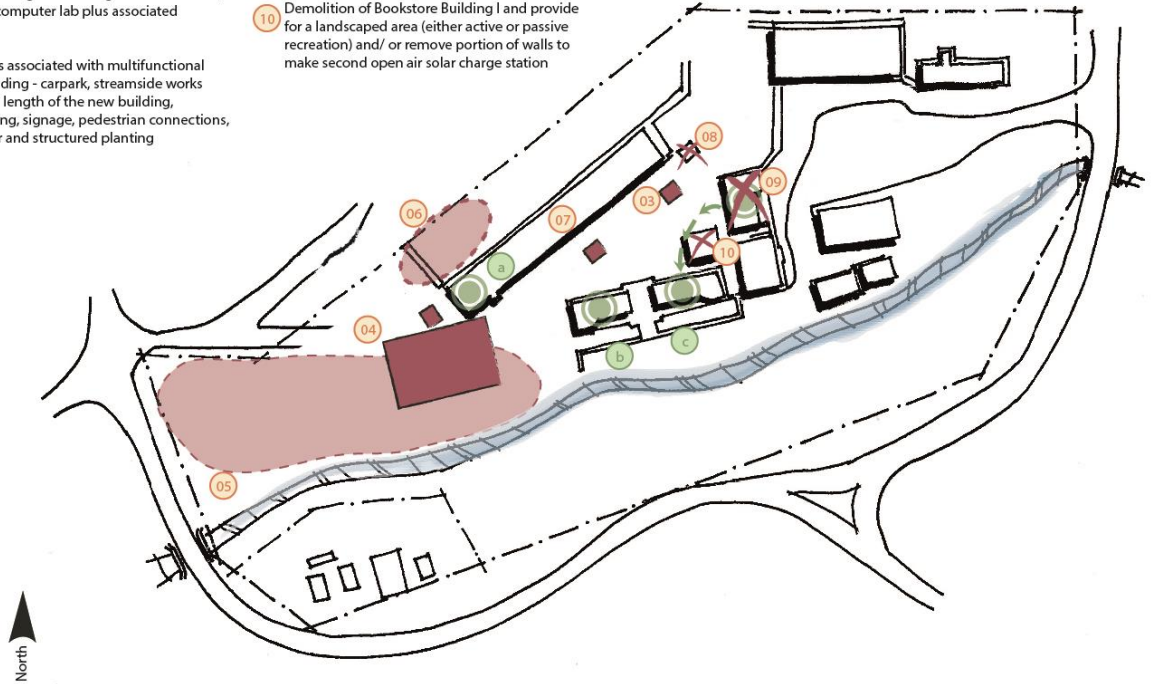 computer lab plus associated
s associated with multifunctional
ding - carpark, streamside works
length of the new building,
ng, signage, pedestrian connections,
r and structured planting
10
Demolition of Bookstore Building I and provide
for a landscaped area (either active or passive
recreation) and/ or remove portion of walls to
make second open air solar charge station
08
09
03
06
07
10
a
04
c
b
05
North